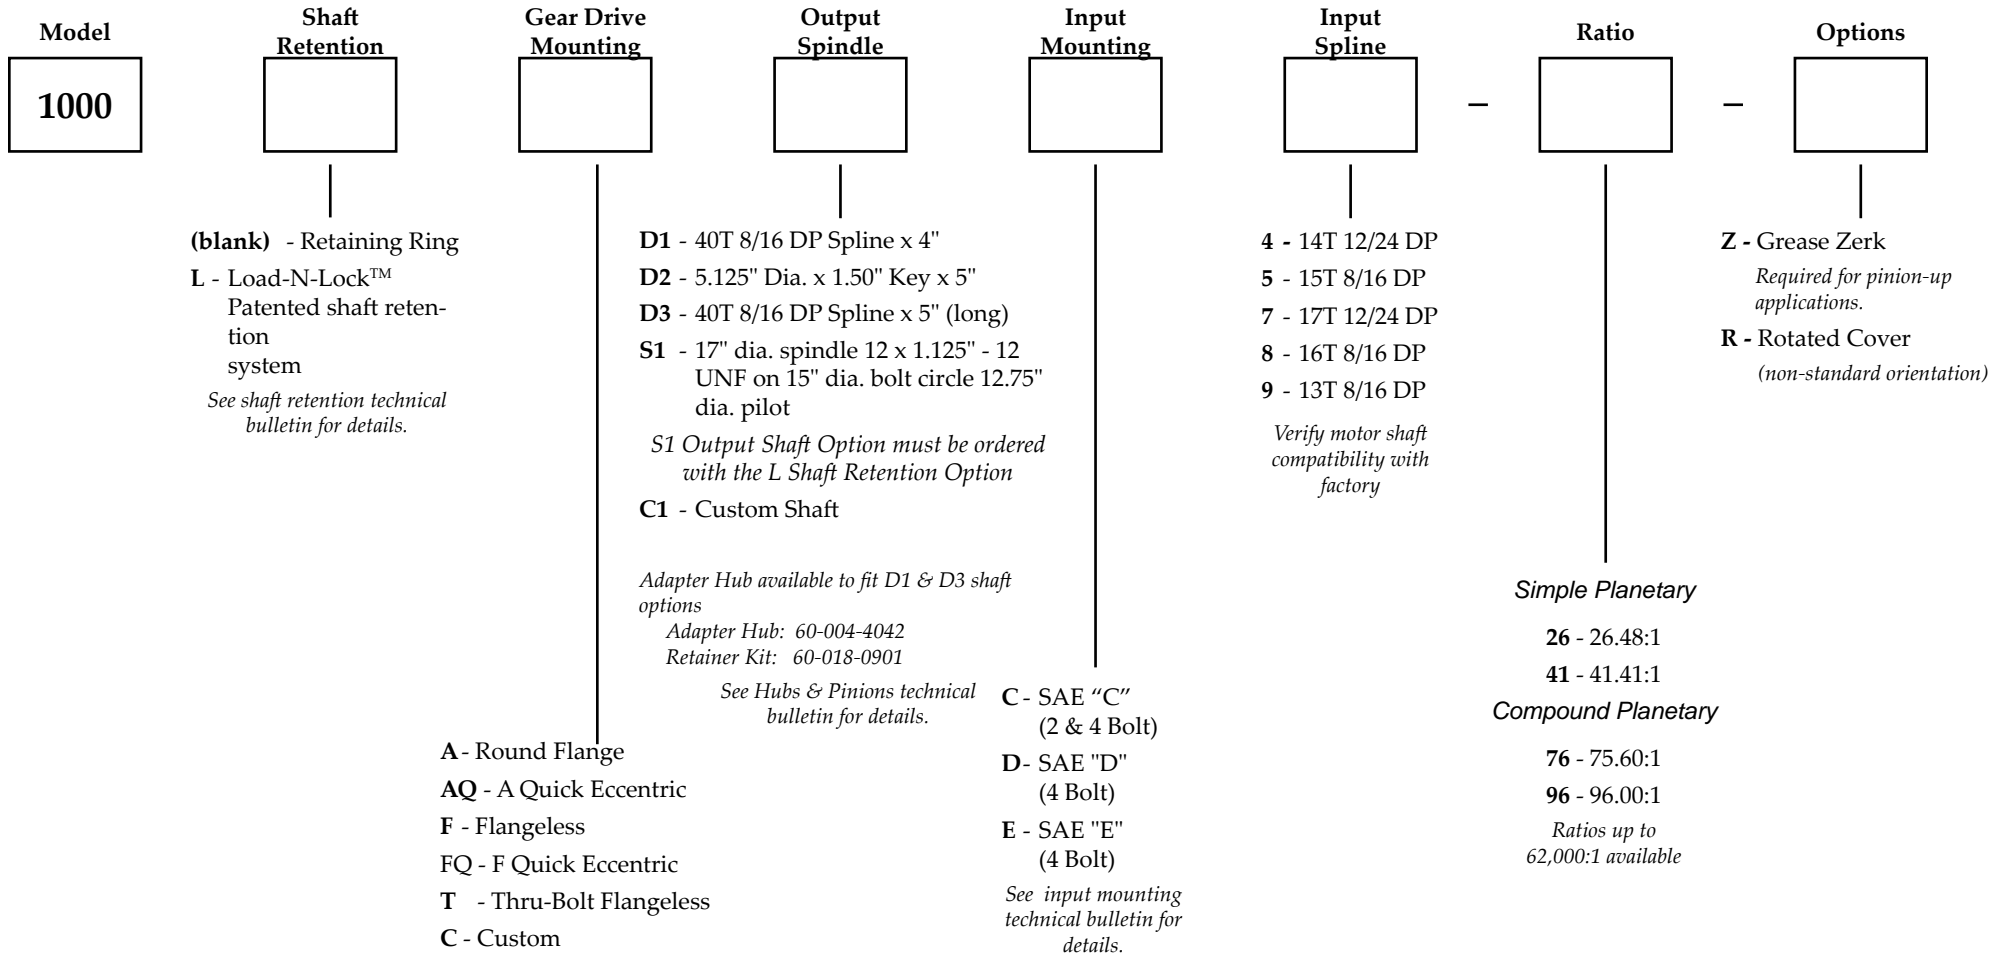 Model
Shaft
Retention
Gear Drive
Mounting
Output
Spindle
Input
Mounting
Input
Spline
Ratio
Options
1000
–
–
(blank) - Retaining Ring
L - Load-N-Lock™
Patented shaft reten-
tion
system
See shaft retention technical
bulletin for details.
A - Round Flange
AQ - A Quick Eccentric
F - Flangeless
FQ - F Quick Eccentric
T - Thru-Bolt Flangeless
C - Custom
D1 - 40T 8/16 DP Spline x 4"
D2 - 5.125" Dia. x 1.50" Key x 5"
D3 - 40T 8/16 DP Spline x 5" (long)
S1 - 17" dia. spindle 12 x 1.125" - 12
UNF on 15" dia. bolt circle 12.75"
dia. pilot
S1 Output Shaft Option must be ordered
with the L Shaft Retention Option
C1 - Custom Shaft
Adapter Hub available to fit D1 & D3 shaft
options
Adapter Hub: 60-004-4042
Retainer Kit: 60-018-0901
See Hubs & Pinions technical
bulletin for details.
C - SAE “C”
(2 & 4 Bolt)
D - SAE "D"
(4 Bolt)
E - SAE "E"
(4 Bolt)
See input mounting
technical bulletin for
details.
4 - 14T 12/24 DP
5 - 15T 8/16 DP
7 - 17T 12/24 DP
8 - 16T 8/16 DP
9 - 13T 8/16 DP
Verify motor shaft
compatibility with
factory
Simple Planetary
26 - 26.48:1
41 - 41.41:1
Compound Planetary
76 - 75.60:1
96 - 96.00:1
Ratios up to
62,000:1 available
Z - Grease Zerk
Required for pinion-up
applications.
R - Rotated Cover
(non-standard orientation)